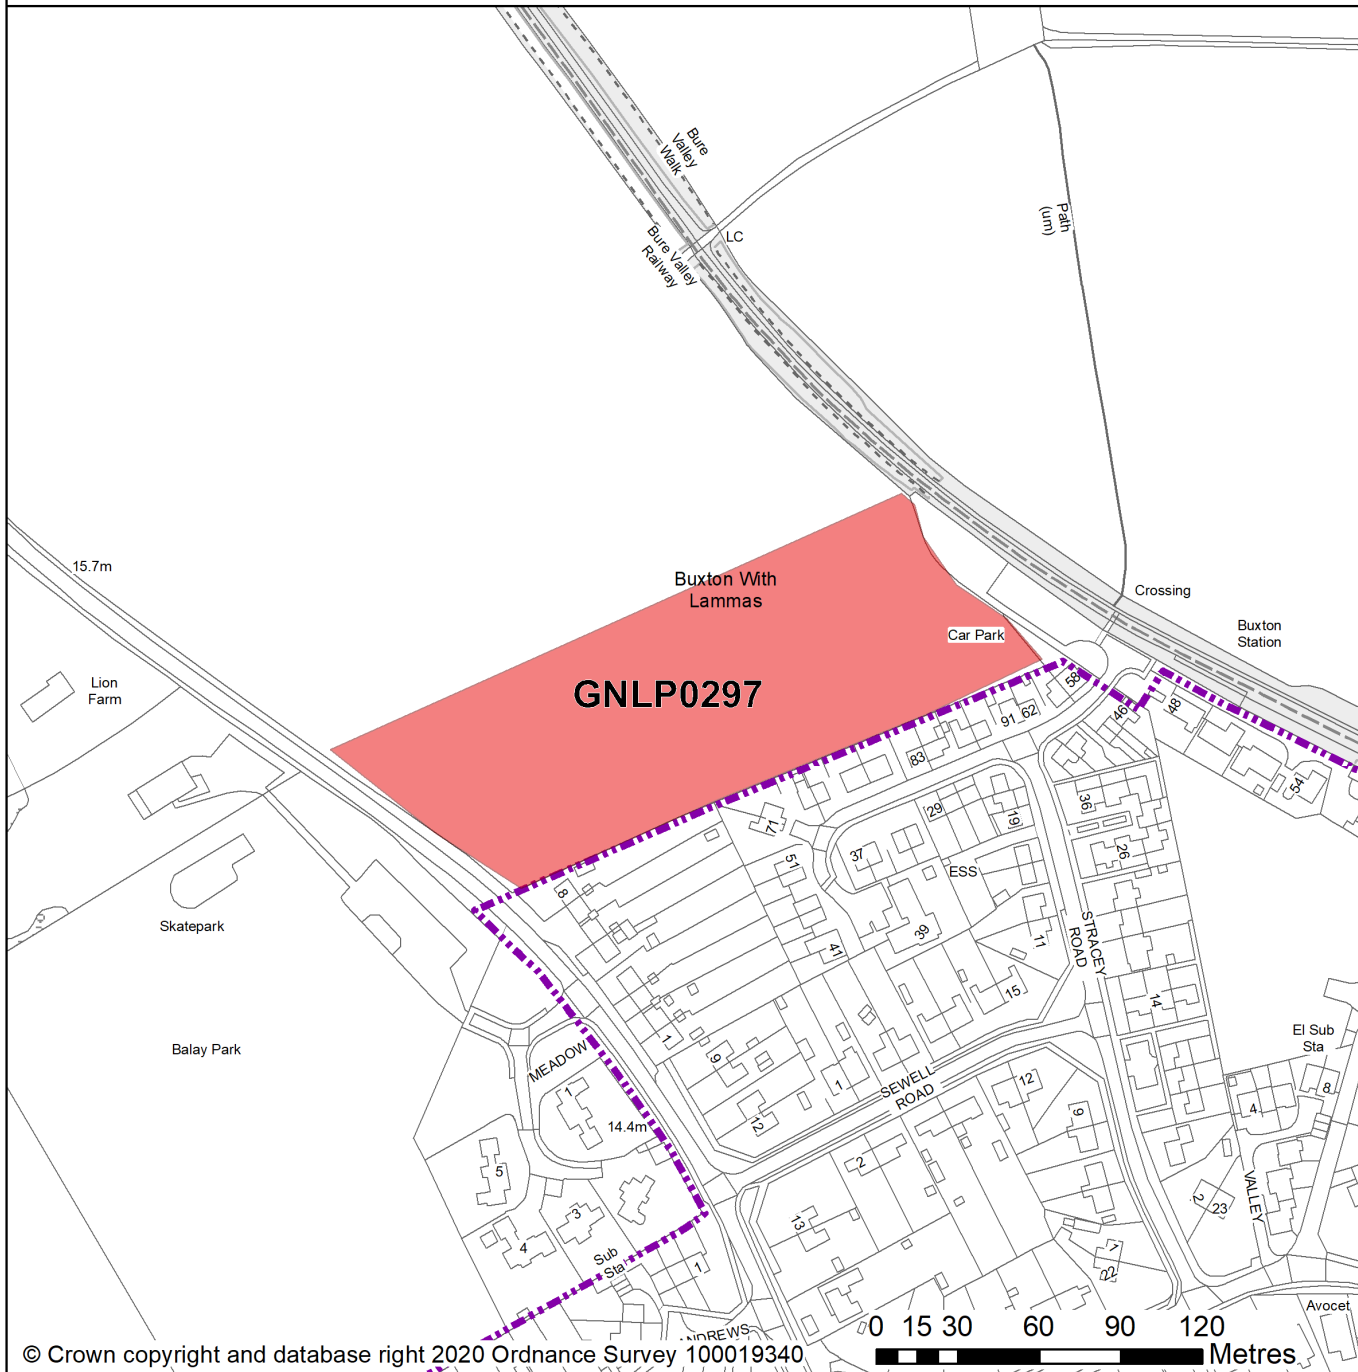 Bure
Valley
Walk
Path
(um)
LC
Bure Valley
Railway
15.7m
Buxton With
Lammas
Crossing
Buxton
Station
Car Park
Lion
Farm
GNLP0297
58
46
48
91
62
83
54
71
29
19
36
26
37
51
ESS
8
Skatepark
39
41
11
STRACEY
ROAD
15
14
Balay Park
MEADOW
1
1
9
1
SEWELL
ROAD
12
El Sub
Sta
8
4
9
14.4m
12
5
2
VALLEY
2
23
3
13
4
Sub
Sta
1
1
22
Avocet
ANDREWS
0 15 30 60 90 120
Metres
© Crown copyright and database right 2020 Ordnance Survey 100019340